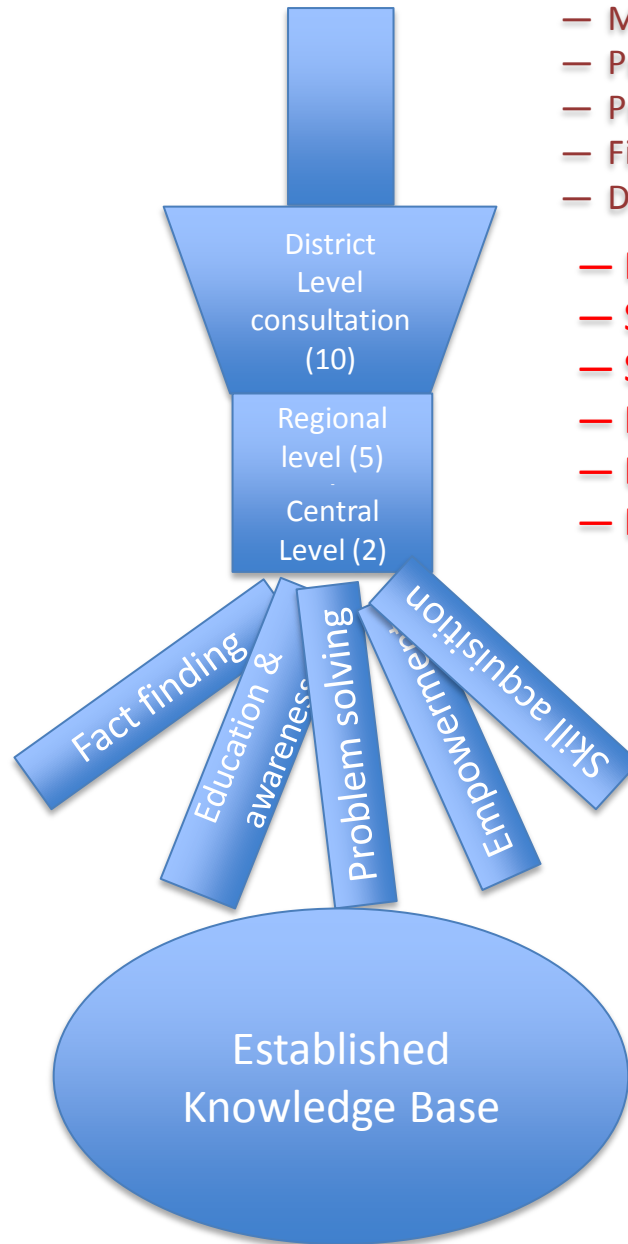 District
Level
consultation
(10)
Regional
level (5)
Central
Level (2)
Fact finding
Education &
awareness
Problem solving
Empowerment
Skill acquisition
Established
Knowledge Base